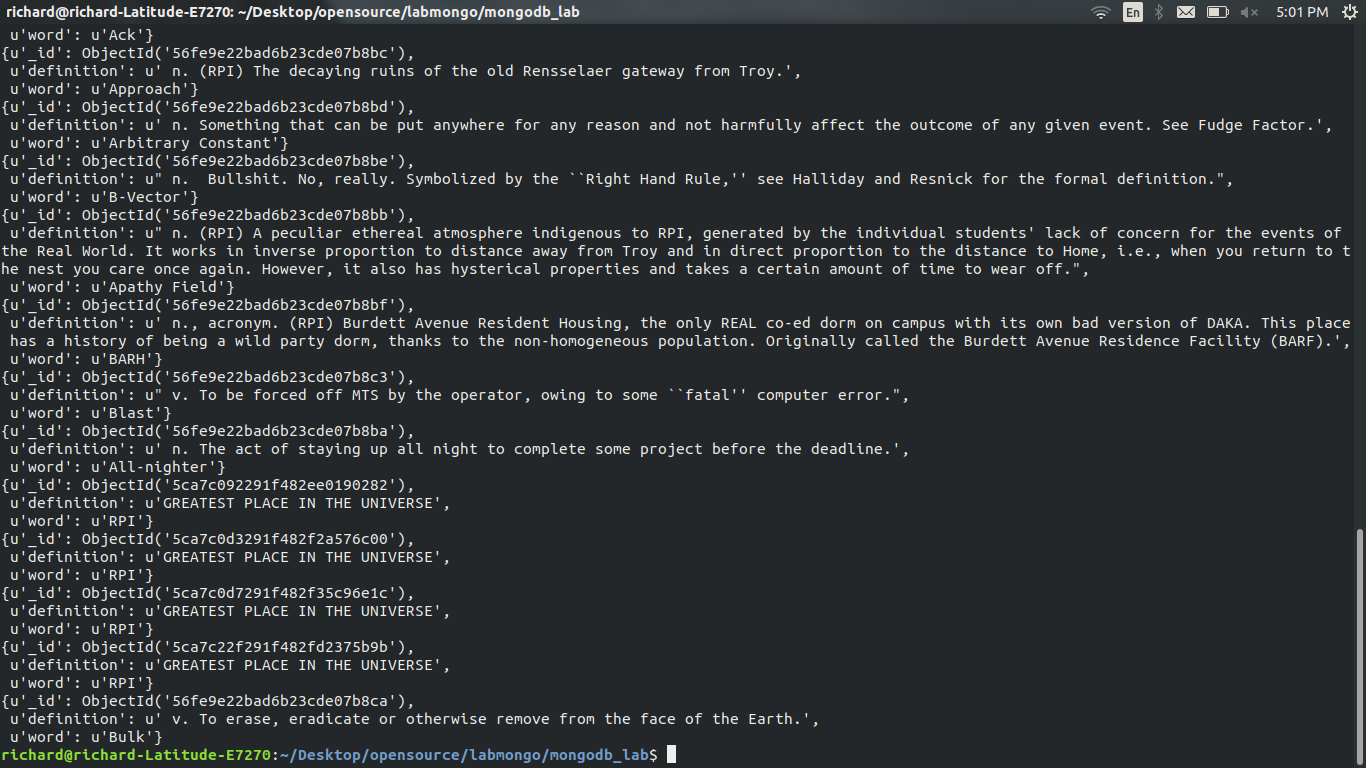 richard@richard-Latitude-E7270: ~/Desktop/opensource/labmongo/mongodb_lab En 5:01 PM
 u'word': u'Ack'}
{u'_id': ObjectId('56fe9e22bad6b23cde07b8bc'),
 u'definition': u' n. (RPI) The decaying ruins of the old Rensselaer gateway from Troy.',
 u'word': u'Approach'}
{u'_id': ObjectId('56fe9e22bad6b23cde07b8bd'),
 u'definition': u' n. Something that can be put anywhere for any reason and not harmfully affect the outcome of any given event. See Fudge Factor.',
 u'word': u'Arbitrary Constant'}
{u'_id': ObjectId('56fe9e22bad6b23cde07b8be'),
 u'definition': u" n.  Bullshit. No, really. Symbolized by the ``Right Hand Rule,'' see Halliday and Resnick for the formal definition.",
 u'word': u'B-Vector'}
{u'_id': ObjectId('56fe9e22bad6b23cde07b8bb'),
 u'definition': u" n. (RPI) A peculiar ethereal atmosphere indigenous to RPI, generated by the individual students' lack of concern for the events of
the Real World. It works in inverse proportion to distance away from Troy and in direct proportion to the distance to Home, i.e., when you return to t
he nest you care once again. However, it also has hysterical properties and takes a certain amount of time to wear off.",
 u'word': u'Apathy Field'}
{u'_id': ObjectId('56fe9e22bad6b23cde07b8bf'),
 u'definition': u' n., acronym. (RPI) Burdett Avenue Resident Housing, the only REAL co-ed dorm on campus with its own bad version of DAKA. This place
 has a history of being a wild party dorm, thanks to the non-homogeneous population. Originally called the Burdett Avenue Residence Facility (BARF).',
 u'word': u'BARH'}
{u'_id': ObjectId('56fe9e22bad6b23cde07b8c3'),
 u'definition': u" v. To be forced off MTS by the operator, owing to some ``fatal'' computer error.",
 u'word': u'Blast'}
{u'_id': ObjectId('56fe9e22bad6b23cde07b8ba'),
 u'definition': u' n. The act of staying up all night to complete some project before the deadline.',
 u'word': u'All-nighter'}
{u'_id': ObjectId('5ca7c092291f482ee0190282'),
 u'definition': u'GREATEST PLACE IN THE UNIVERSE',
 u'word': u'RPI'}
{u'_id': ObjectId('5ca7c0d3291f482f2a576c00'),
 u'definition': u'GREATEST PLACE IN THE UNIVERSE',
 u'word': u'RPI'}
{u'_id': ObjectId('5ca7c0d7291f482f35c96e1c'),
 u'definition': u'GREATEST PLACE IN THE UNIVERSE',
 u'word': u'RPI'}
{u'_id': ObjectId('5ca7c22f291f482fd2375b9b'),
 u'definition': u'GREATEST PLACE IN THE UNIVERSE',
 u'word': u'RPI'}
{u'_id': ObjectId('56fe9e22bad6b23cde07b8ca'),
 u'definition': u' v. To erase, eradicate or otherwise remove from the face of the Earth.',
 u'word': u'Bulk'}
richard@richard-Latitude-E7270:~/Desktop/opensource/labmongo/mongodb_lab$